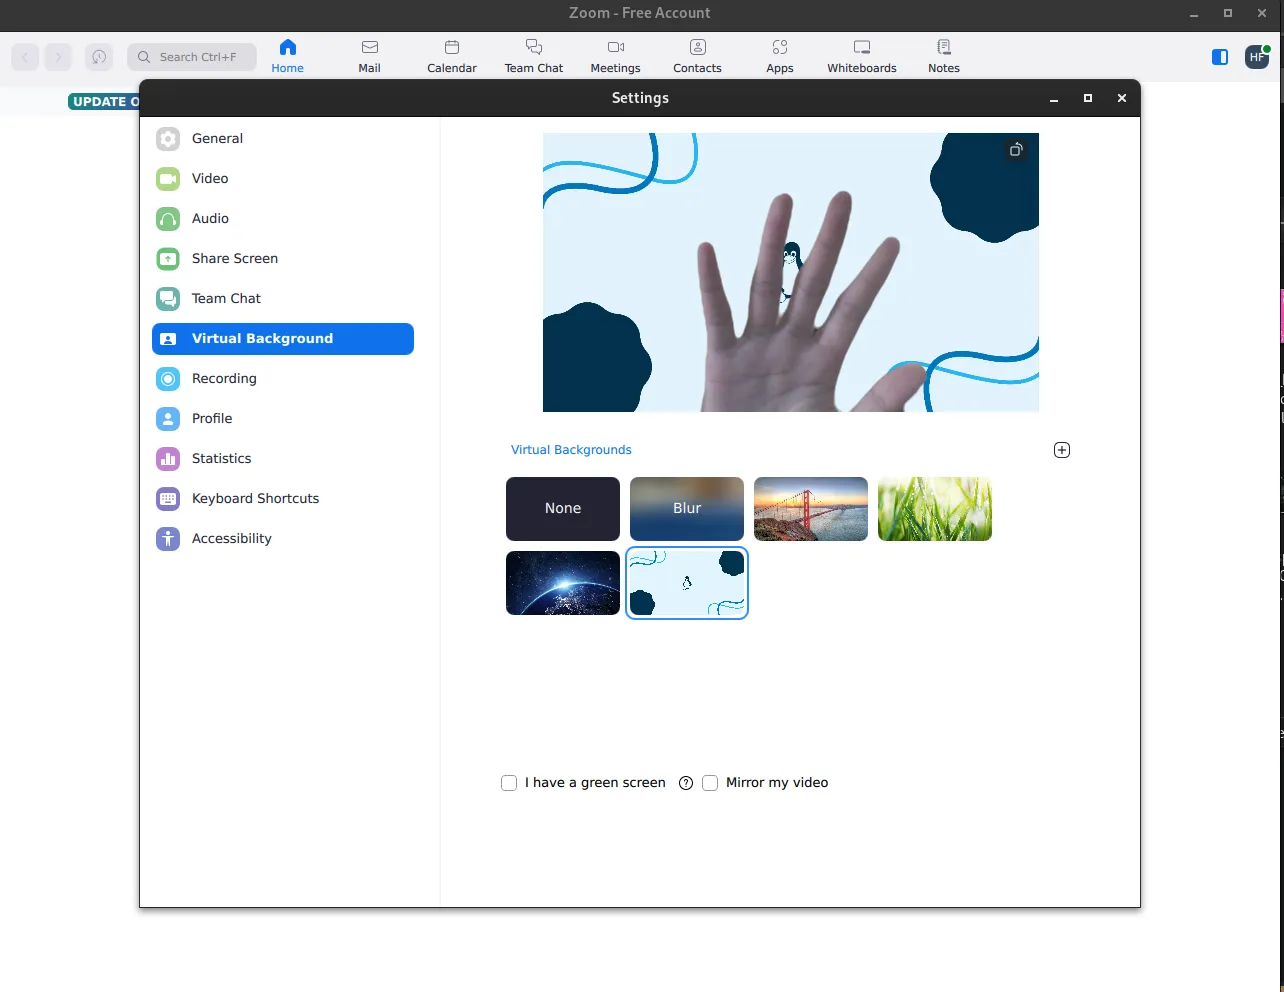 Zoom - Free Account
Search Ctrl+F
Home
Mail
Calendar
Team Chat
Meetings
Contacts
Apps
Whiteboards
Notes
HF
UPDATE
Settings
General
Video
Audio
Share Screen
Team Chat
Virtual Background
Recording
Profile
Statistics
Keyboard Shortcuts
Accessibility
Virtual Backgrounds
None
Blur
I have a green screen
Mirror my video